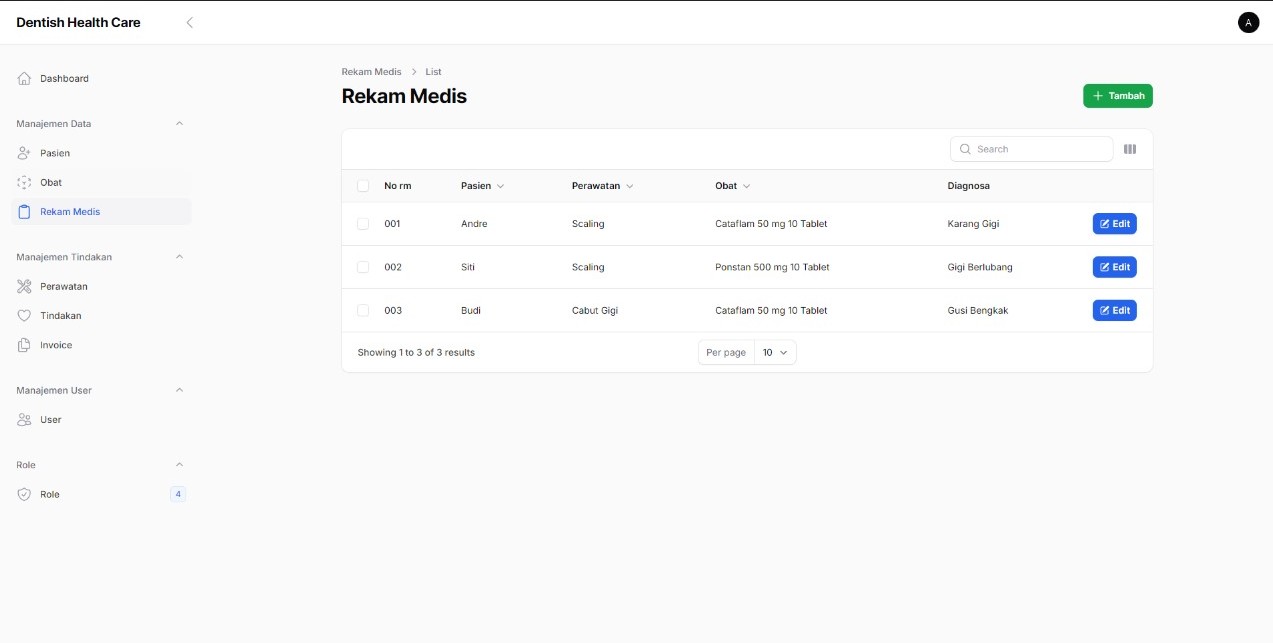 Dentish Health Care
A
Dashboard
Manajemen Data
Pasien
Obat
Rekam Medis
Manajemen Tindakan
Perawatan
Tindakan
Invoice
Manajemen User
User
Role
Role 4
Rekam Medis > List
Rekam Medis
+ Tambah
Search
No rm Pasien Perawatan Obat Diagnosa
001 Andre Scaling Cataflam 50 mg 10 Tablet Karang Gigi Edit
002 Siti Scaling Ponstan 500 mg 10 Tablet Gigi Berlubang Edit
003 Budi Cabut Gigi Cataflam 50 mg 10 Tablet Gusi Bengkak Edit
Showing 1 to 3 of 3 results Per page 10